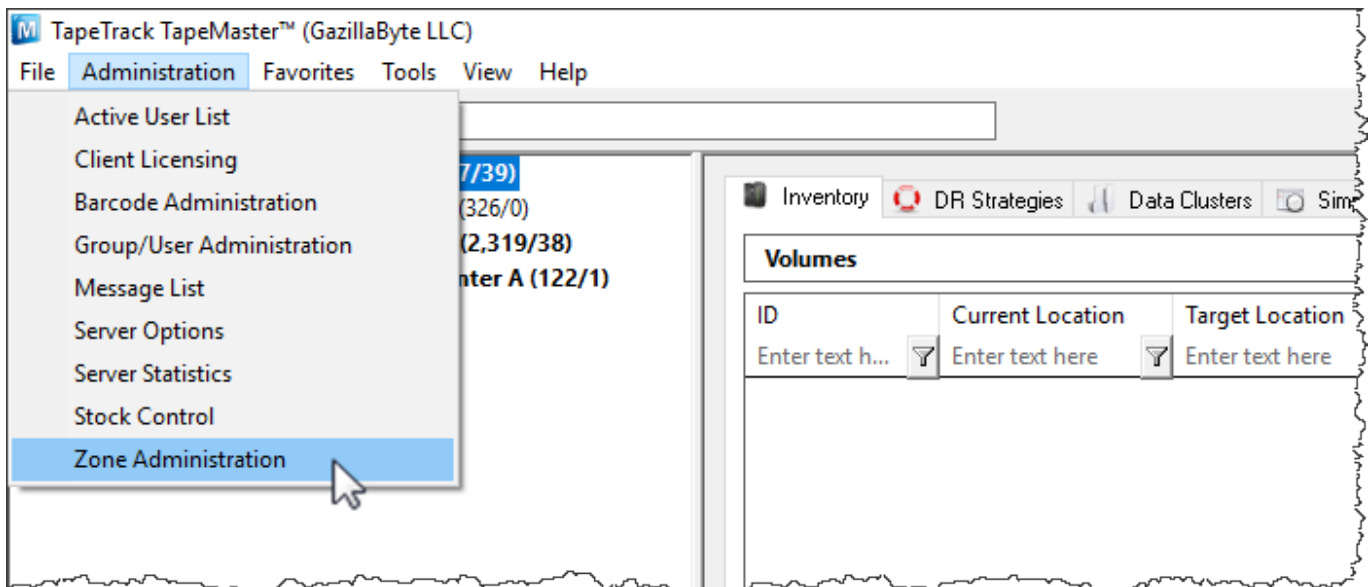 TapeTrack TapeMaster™ (GazillaByte LLC)
File Administration Favorites Tools View Help
Active User List
Client Licensing
Barcode Administration
Group/User Administration
Message List
Server Options
Server Statistics
Stock Control
Zone Administration
7/39)
(326/0)
(2,319/38)
nter A (122/1)
Inventory DR Strategies Data Clusters Sim
Volumes
ID Current Location Target Location
Enter text h... Enter text here Enter text here